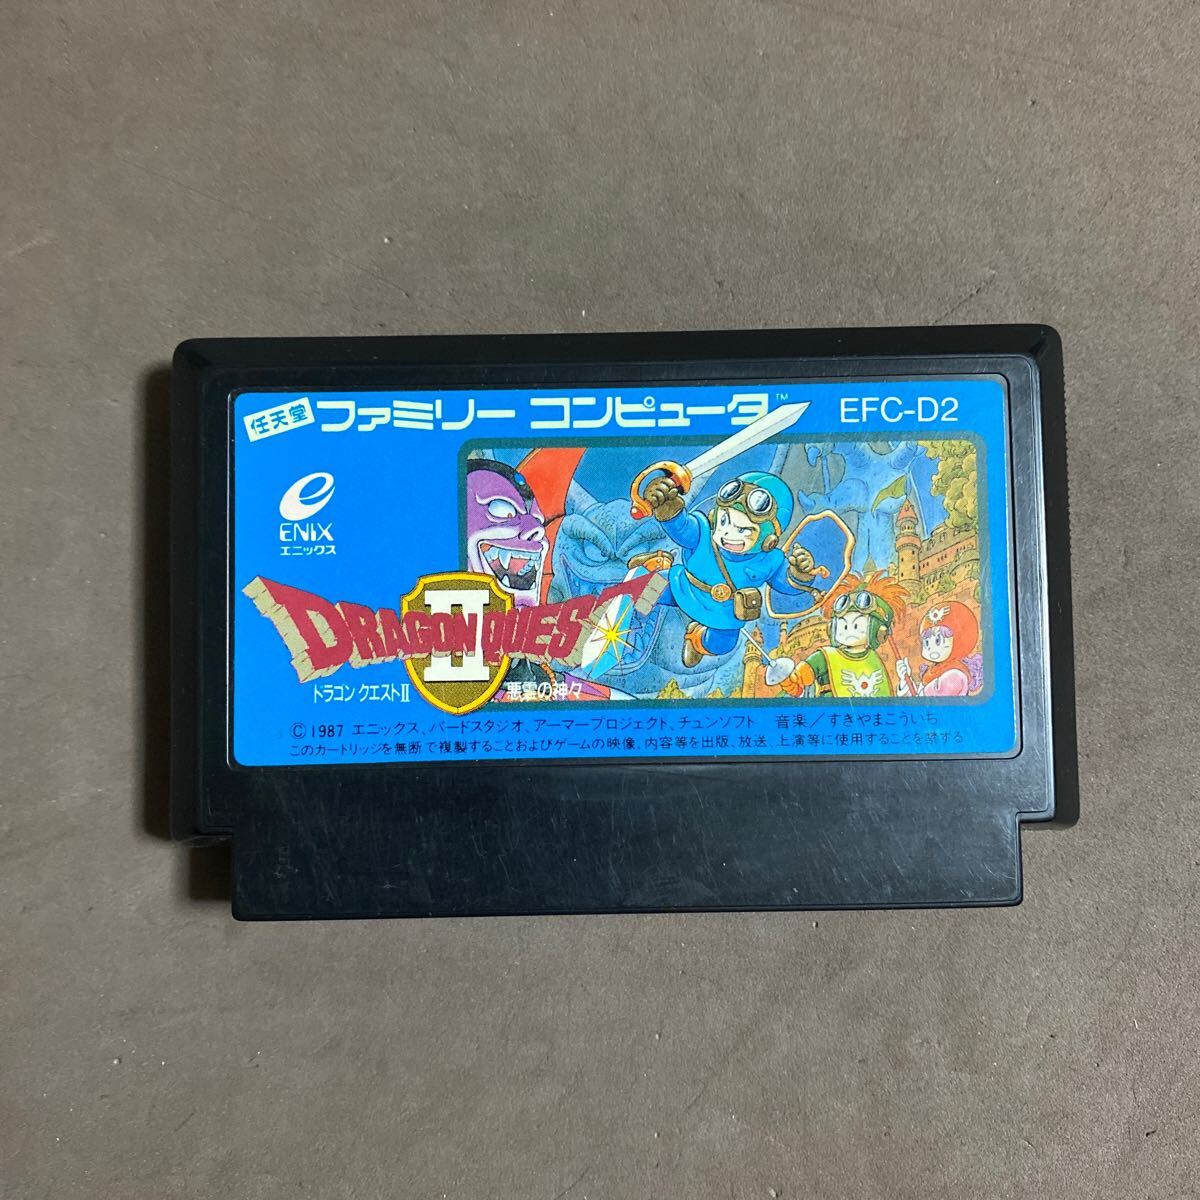 任天堂 ファミリー コンピュータ™ EFC-D2
ENIX
エニックス
DRAGON QUEST
II
ドラゴン クエストII 悪霊の神々
© 1987 エニックス、バードスタジオ、アーマープロジェクト、チュンソフト 音楽／すぎやまこういち
このカートリッジを無断で複製することおよびゲームの映像、内容等を出版、放送、上演等に使用することを禁する